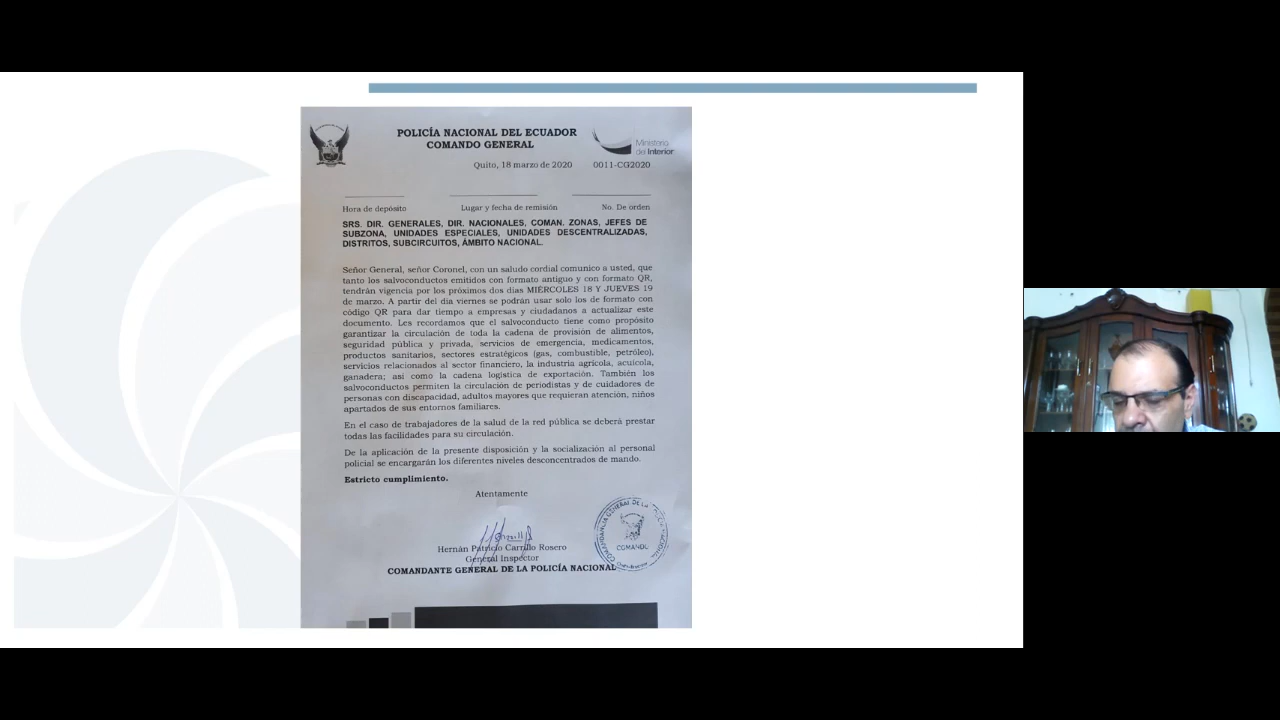 POLICÍA NACIONAL DEL ECUADOR
COMANDO GENERAL
Ministerio
del Interior
Quito, 18 marzo de 2020 0011-CG2020
Hora de depósito Lugar y fecha de remisión No. De orden
SRS. DIR. GENERALES, DIR. NACIONALES, COMAN. ZONAS, JEFES DE
SUBZONA, UNIDADES ESPECIALES, UNIDADES DESCENTRALIZADAS,
DISTRITOS, SUBCIRCUITOS, ÁMBITO NACIONAL.
Señor General, señor Coronel, con un saludo cordial comunico a usted, que
tanto los salvoconductos emitidos con formato antiguo y con formato QR,
tendrán vigencia por los próximos dos días MIÉRCOLES 18 Y JUEVES 19
de marzo. A partir del día viernes se podrán usar solo los de formato con
código QR para dar tiempo a empresas y ciudadanos a actualizar este
documento. Les recordamos que el salvoconducto tiene como propósito
garantizar la circulación de toda la cadena de provisión de alimentos,
seguridad pública y privada, servicios de emergencia, medicamentos,
productos sanitarios, sectores estratégicos (gas, combustible, petróleo),
servicios relacionados al sector financiero, la industria agrícola, acuícola,
ganadera; asi como la cadena logística de exportación. También los
salvoconductos permiten la circulación de periodistas y de cuidadores de
personas con discapacidad, adultos mayores que requieran atención, niños
apartados de sus entornos familiares.
En el caso de trabajadores de la salud de la red pública se deberá prestar
todas las facilidades para su circulación.
De la aplicación de la presente disposición y la socialización al personal
policial se encargarán los diferentes niveles desconcentrados de mando.
Estricto cumplimiento.
Atentamente
Hernán Patricio Carrillo Rosero
General Inspector
COMANDANTE GENERAL DE LA POLICÍA NACIONAL
COMANDANCIA GENERAL DE LA POLICIA NACIONAL
COMANDO